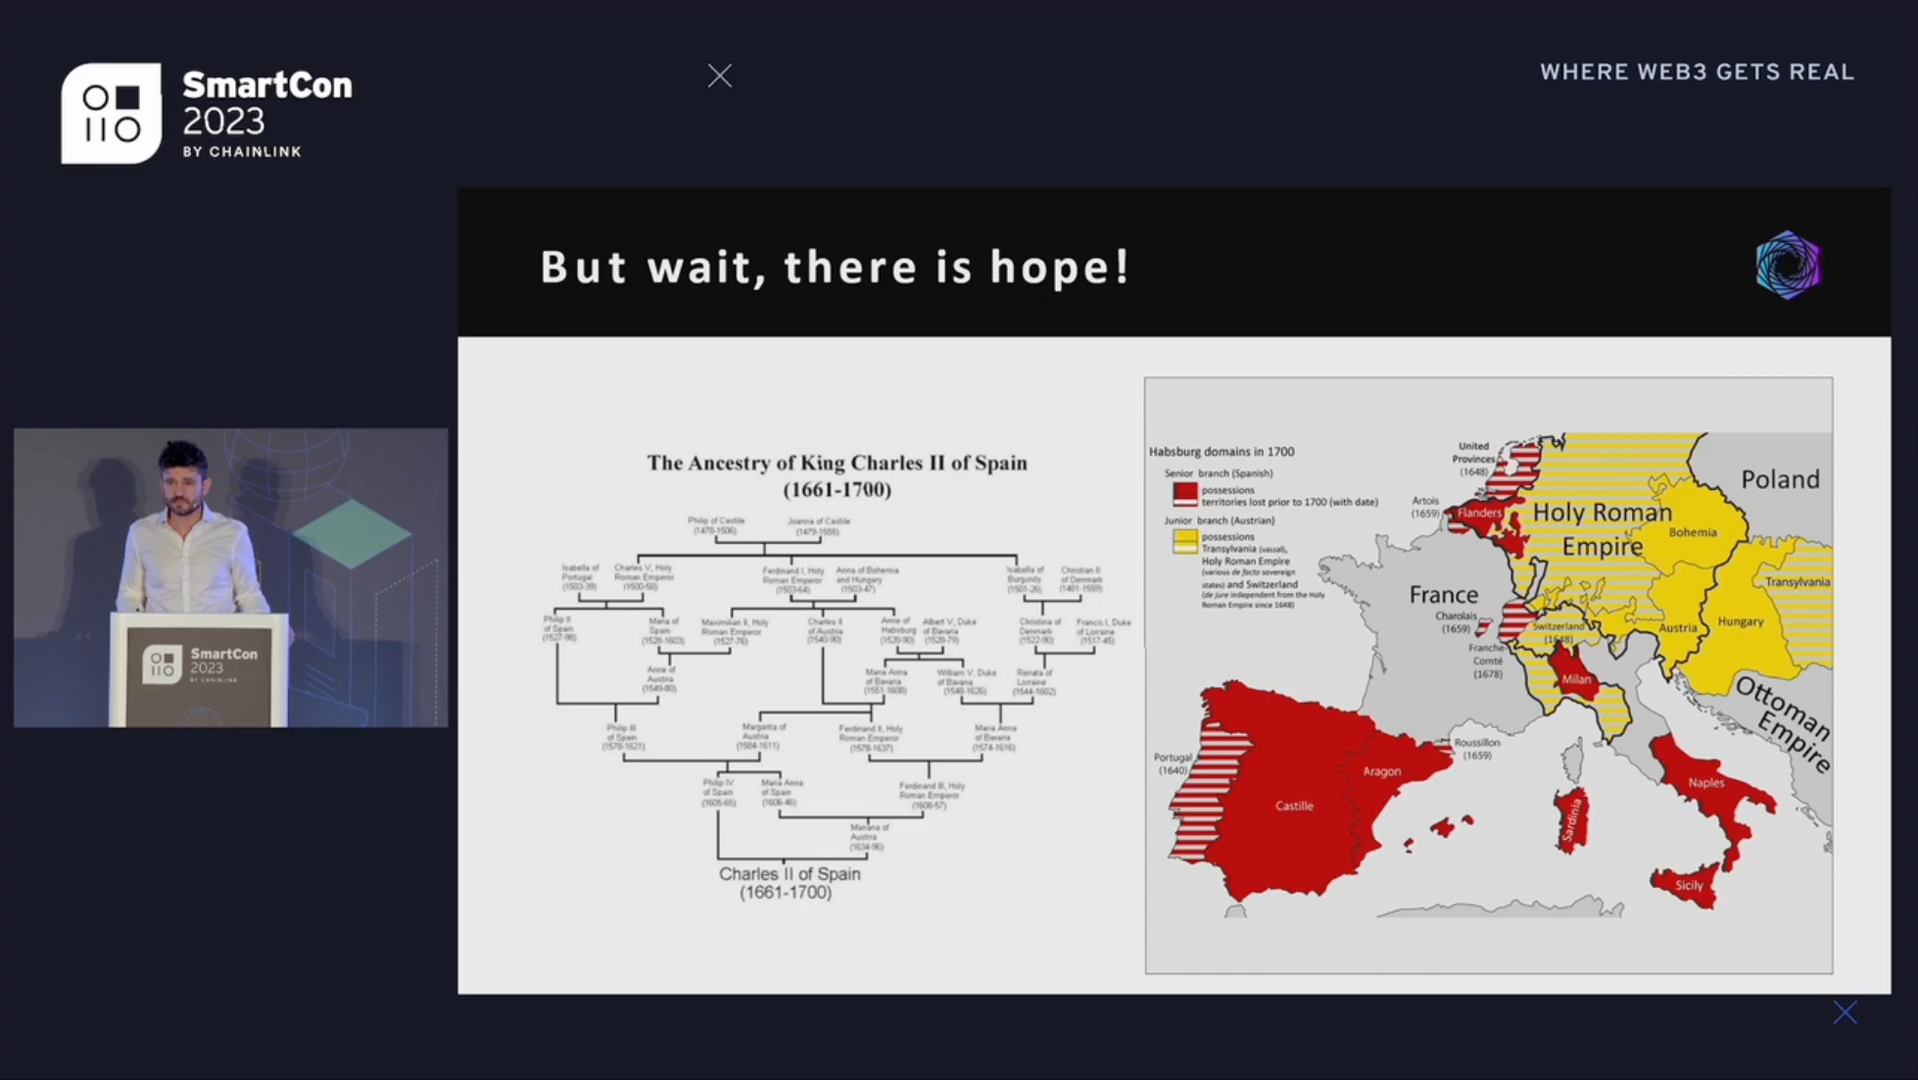 SmartCon
2023
BY CHAINLINK
WHERE WEB3 GETS REAL
But wait, there is hope!
The Ancestry of King Charles II of Spain
(1661-1700)
Philip of Castile
(1478-1506)
Joanna of Castile
(1479-1555)
Isabella of
Portugal
(1503-39)
Charles V, Holy
Roman Emperor
(1500-58)
Ferdinand I, Holy
Roman Emperor
(1503-64)
Anna of Bohemia
and Hungary
(1503-47)
Isabella of
Burgundy
(1501-26)
Christian II
of Denmark
(1481-1559)
Philip II
of Spain
(1527-98)
Maria of
Spain
(1528-1603)
Maximilian II, Holy
Roman Emperor
(1527-76)
Charles II
of Austria
(1540-90)
Anne of
Habsburg
(1528-90)
Albert V, Duke
of Bavaria
(1528-79)
Christina of
Denmark
(1522-90)
Francis I, Duke
of Lorraine
(1517-45)
Anne of
Austria
(1549-80)
Maria Anna
of Bavaria
(1551-1608)
William V, Duke
of Bavaria
(1548-1626)
Renata of
Lorraine
(1544-1602)
Philip III
of Spain
(1578-1621)
Margarita of
Austria
(1584-1611)
Ferdinand II, Holy
Roman Emperor
(1578-1637)
Maria Anna
of Bavaria
(1574-1616)
Philip IV
of Spain
(1605-65)
Maria Anna
of Spain
(1606-46)
Ferdinand III, Holy
Roman Emperor
(1608-57)
Mariana of
Austria
(1634-96)
Charles II of Spain
(1661-1700)
Habsburg domains in 1700
Senior branch (Spanish)
possessions
territories lost prior to 1700 (with date)
Junior branch (Austrian)
possessions
Transylvania (vassal),
Holy Roman Empire
(various de facto sovereign
states) and Switzerland
(de jure independent from the Holy
Roman Empire since 1648)
United
Provinces
(1648)
Artois
(1659)
Flanders
Holy Roman
Empire
Bohemia
Poland
Transylvania
France
Charolais
(1659)
Switzerland
(1648)
Austria
Hungary
Franche-
Comté
(1678)
Milan
Ottoman
Empire
Portugal
(1640)
Roussillon
(1659)
Aragon
Castille
Naples
Sardinia
Sicily
SmartCon
2023
BY CHAINLINK